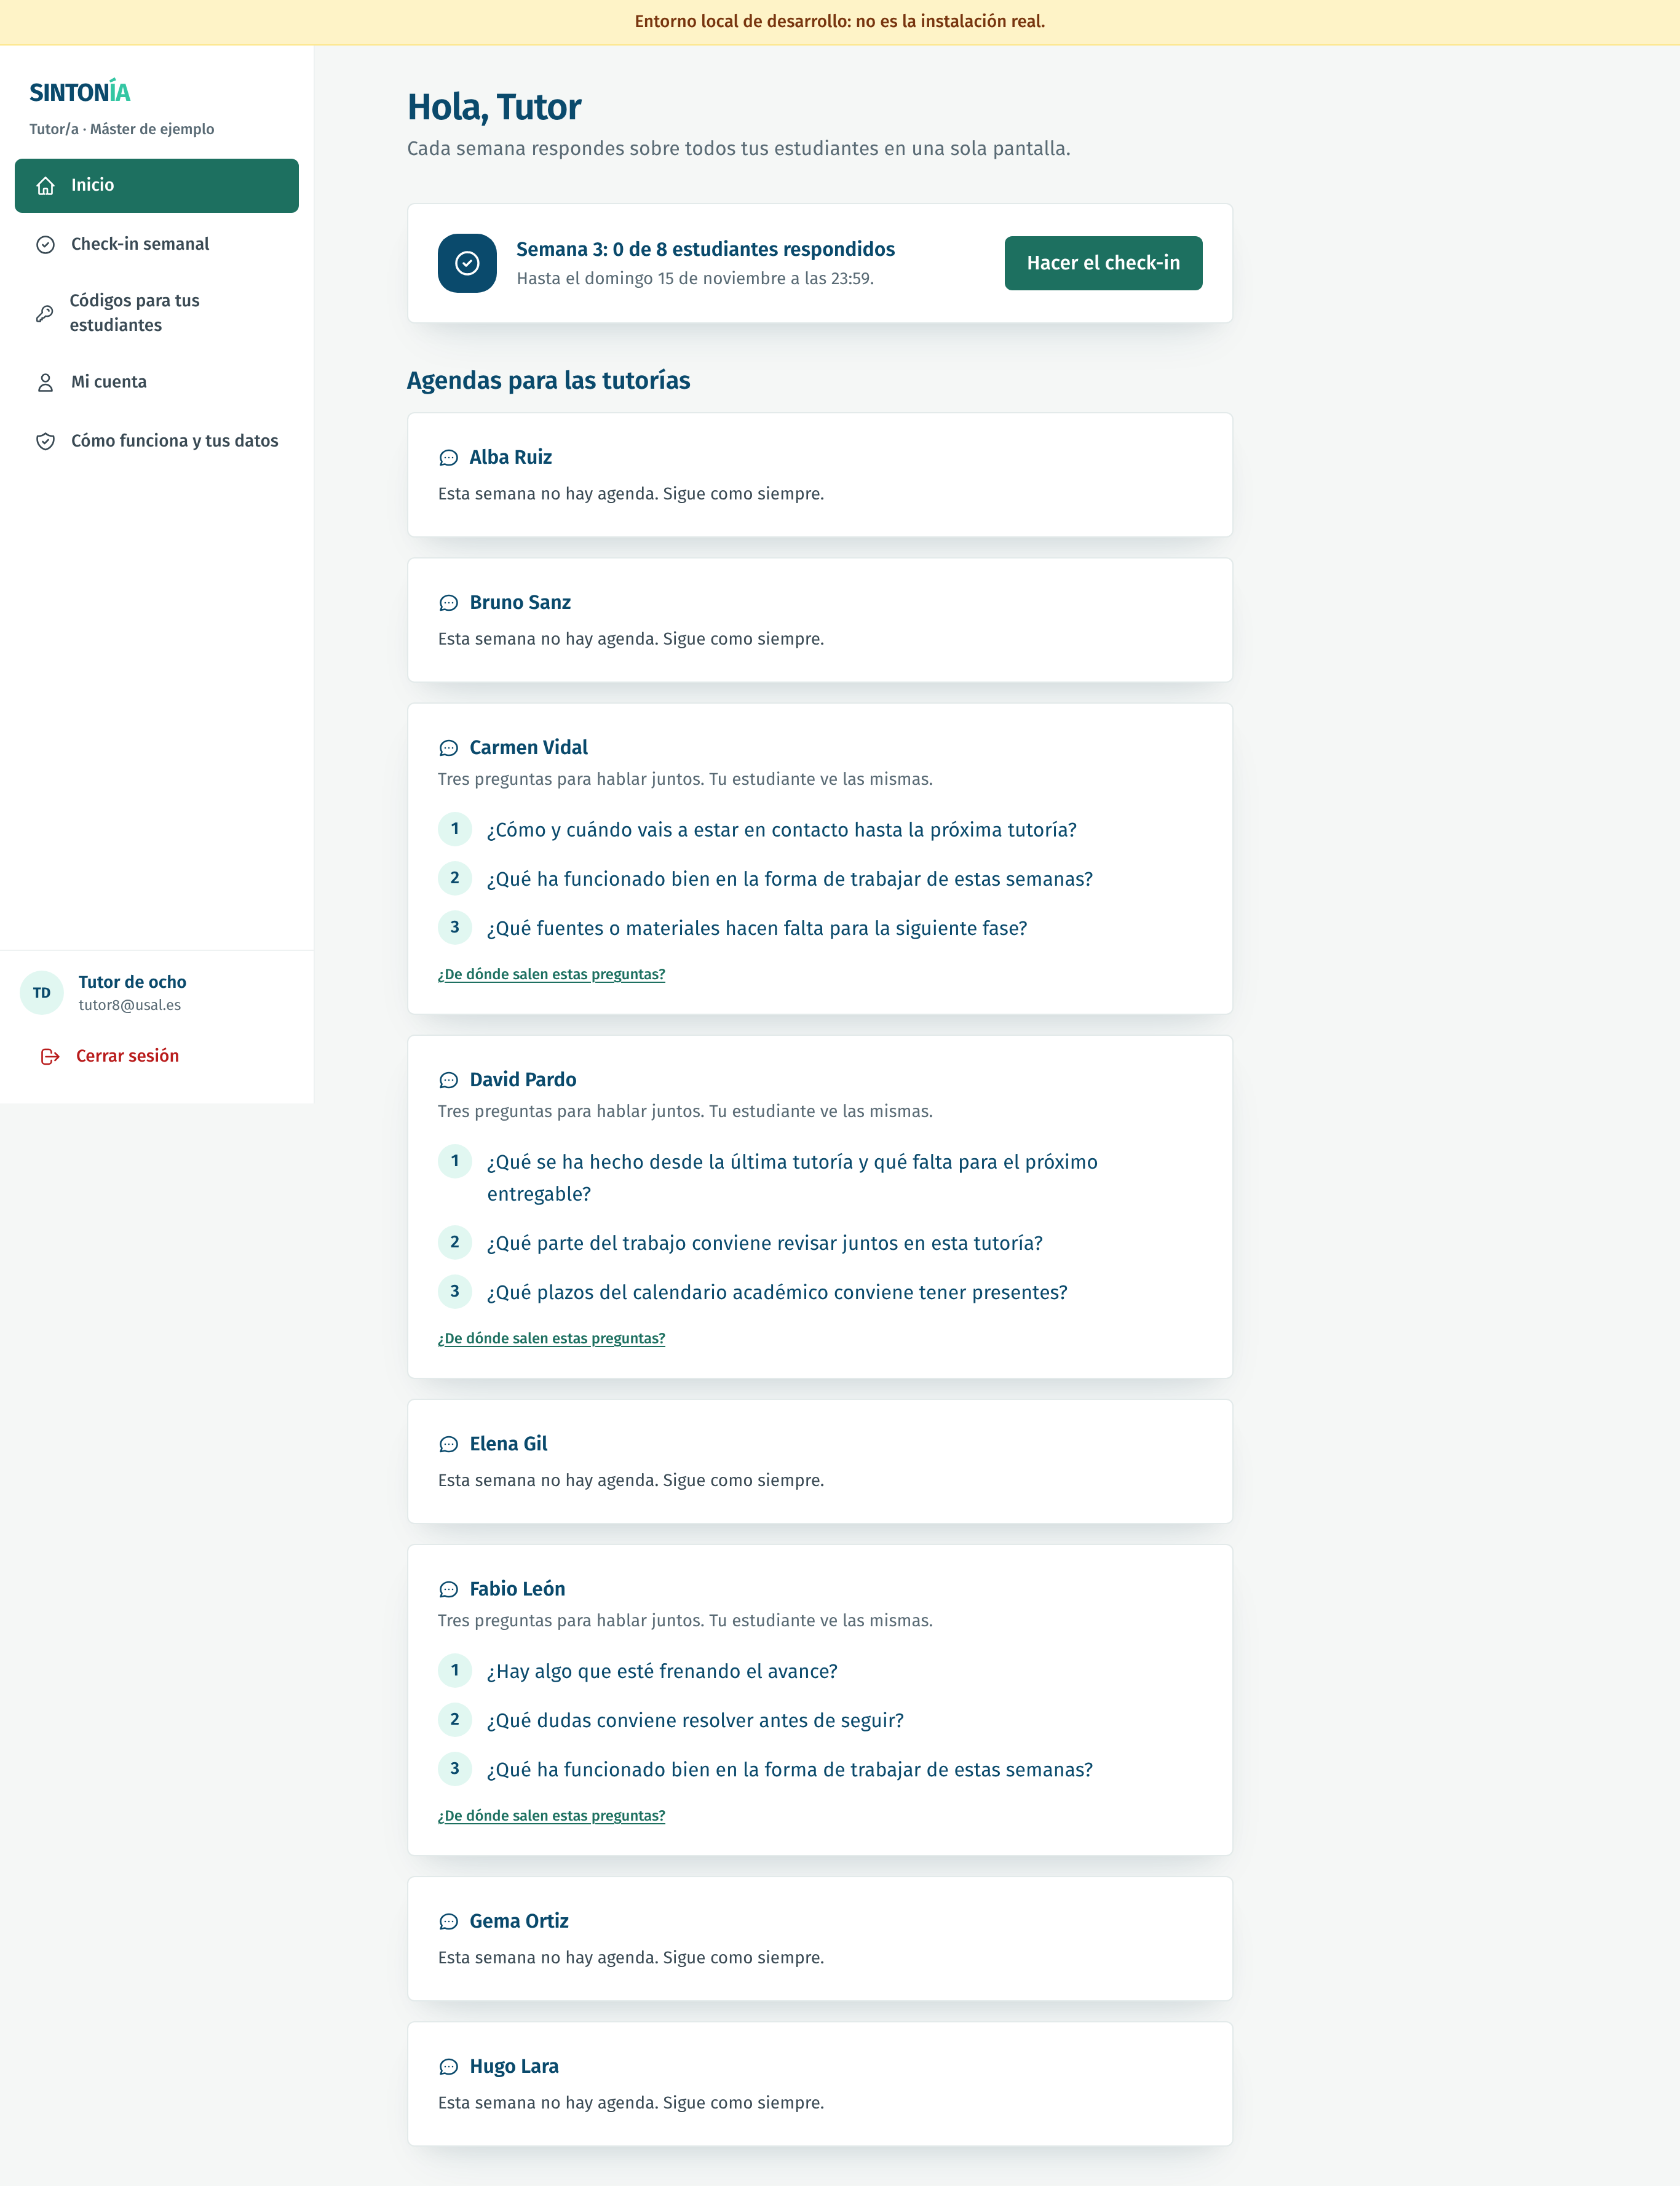 Entorno local de desarrollo: no es la instalación real.
SINTONÍA
Tutor/a · Máster de ejemplo
Inicio
Check-in semanal
Códigos para tus
estudiantes
Mi cuenta
Cómo funciona y tus datos
TD
Tutor de ocho
tutor8@usal.es
Cerrar sesión
Hola, Tutor
Cada semana respondes sobre todos tus estudiantes en una sola pantalla.
Semana 3: 0 de 8 estudiantes respondidos
Hasta el domingo 15 de noviembre a las 23:59.
Hacer el check-in
Agendas para las tutorías
Alba Ruiz
Esta semana no hay agenda. Sigue como siempre.
Bruno Sanz
Esta semana no hay agenda. Sigue como siempre.
Carmen Vidal
Tres preguntas para hablar juntos. Tu estudiante ve las mismas.
1 ¿Cómo y cuándo vais a estar en contacto hasta la próxima tutoría?
2 ¿Qué ha funcionado bien en la forma de trabajar de estas semanas?
3 ¿Qué fuentes o materiales hacen falta para la siguiente fase?
¿De dónde salen estas preguntas?
David Pardo
Tres preguntas para hablar juntos. Tu estudiante ve las mismas.
1 ¿Qué se ha hecho desde la última tutoría y qué falta para el próximo
entregable?
2 ¿Qué parte del trabajo conviene revisar juntos en esta tutoría?
3 ¿Qué plazos del calendario académico conviene tener presentes?
¿De dónde salen estas preguntas?
Elena Gil
Esta semana no hay agenda. Sigue como siempre.
Fabio León
Tres preguntas para hablar juntos. Tu estudiante ve las mismas.
1 ¿Hay algo que esté frenando el avance?
2 ¿Qué dudas conviene resolver antes de seguir?
3 ¿Qué ha funcionado bien en la forma de trabajar de estas semanas?
¿De dónde salen estas preguntas?
Gema Ortiz
Esta semana no hay agenda. Sigue como siempre.
Hugo Lara
Esta semana no hay agenda. Sigue como siempre.